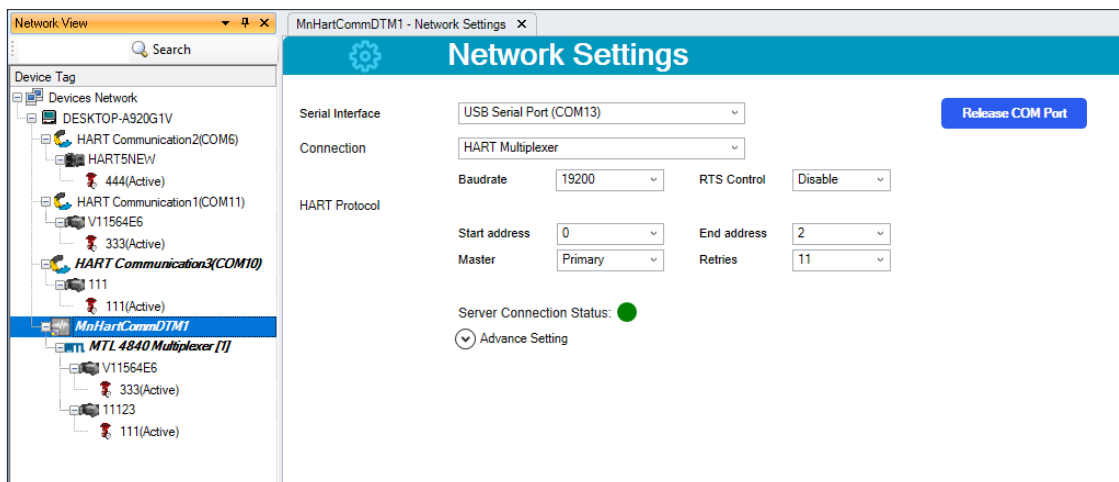 Network View
Search
Device Tag
Devices Network
DESKTOP-A920G1V
HART Communication2(COM6)
HART5NEW
444(Active)
HART Communication1(COM11)
V11564E6
333(Active)
HART Communication3(COM10)
111
111(Active)
MnHartCommDTM1
MTL 4840 Multiplexer [1]
V11564E6
333(Active)
11123
111(Active)
MnHartCommDTM1 - Network Settings X
Network Settings
Serial Interface USB Serial Port (COM13) Release COM Port
Connection HART Multiplexer
Baudrate 19200 RTS Control Disable
HART Protocol
Start address 0 End address 2
Master Primary Retries 11
Server Connection Status:
Advance Setting